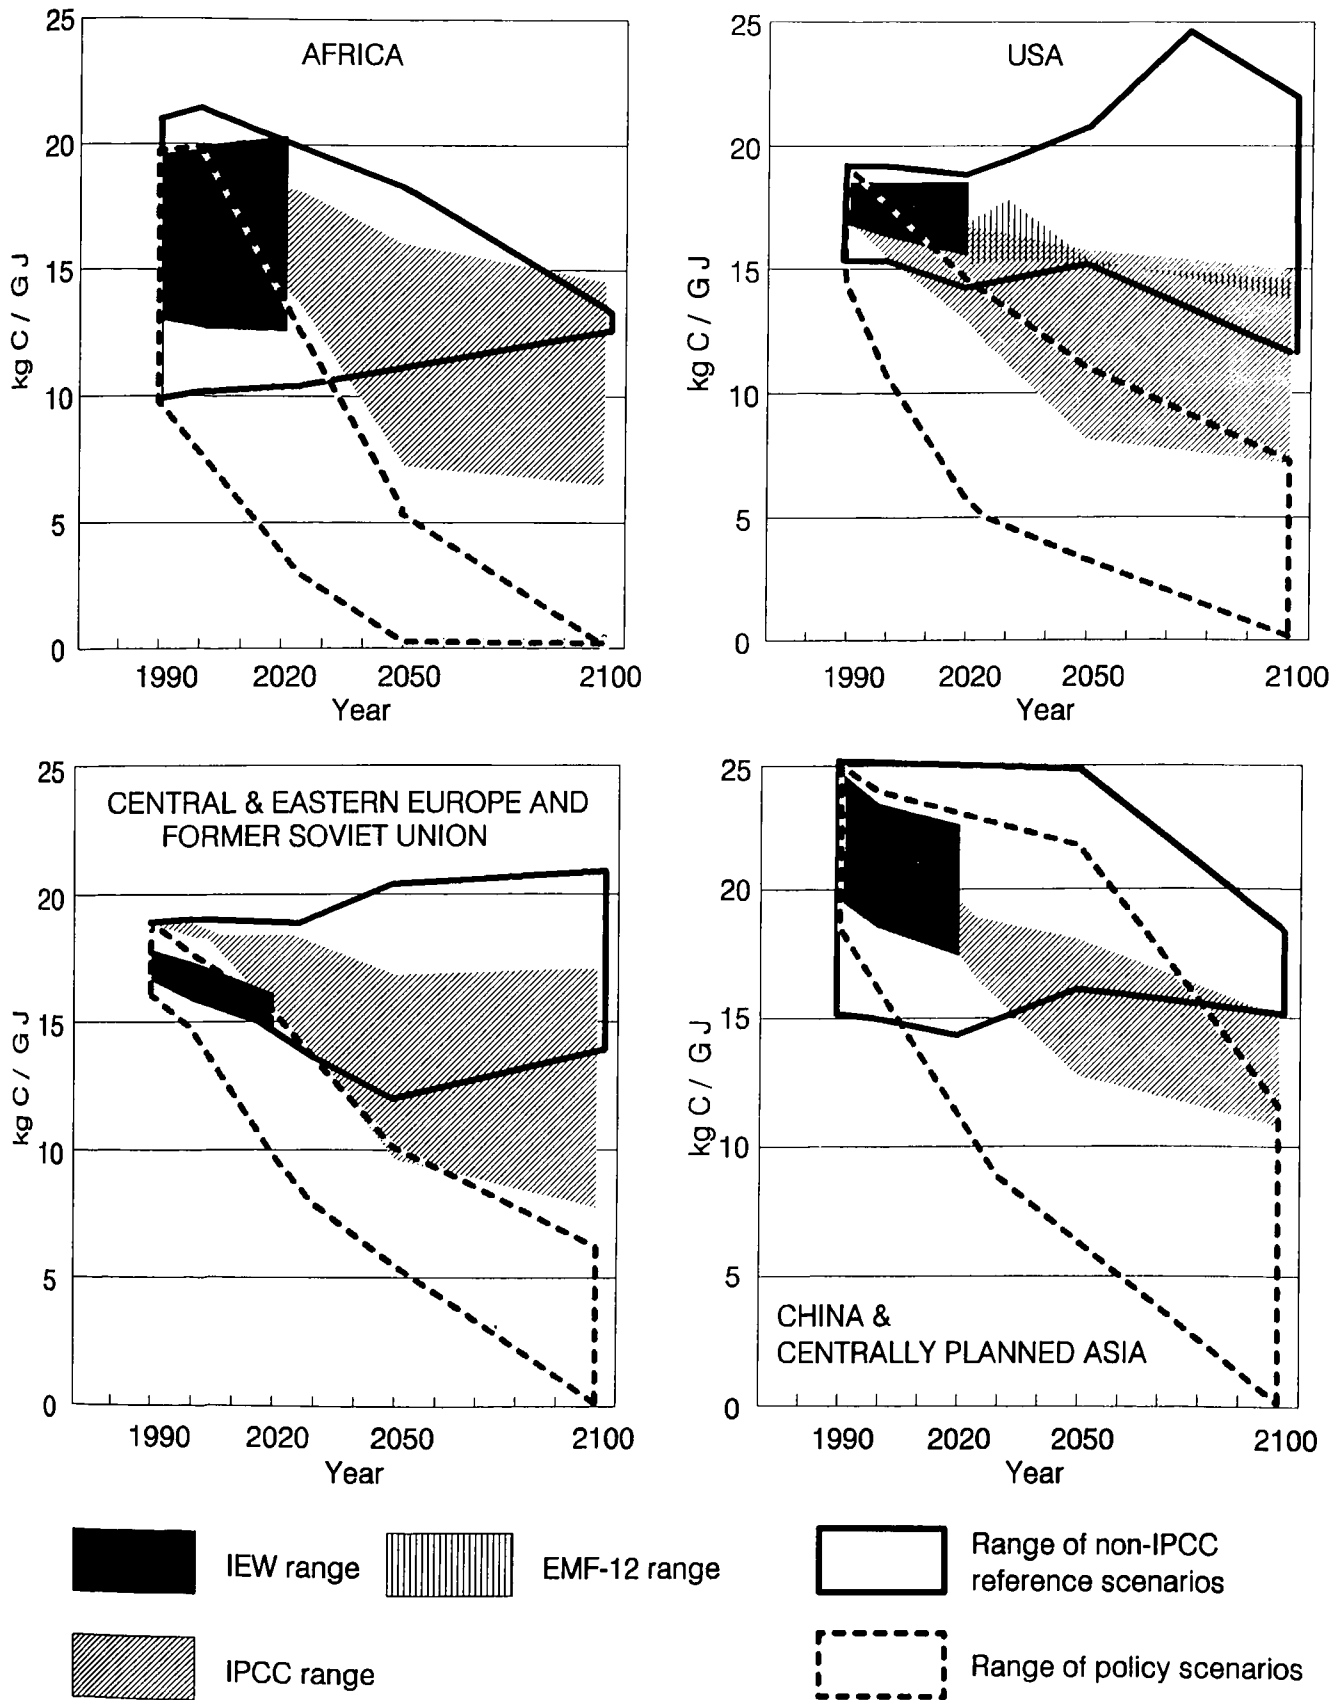 AFRICA
25
20
15
10
5
0
kg C / G J
1990 2020 2050 2100
Year
USA
25
20
15
10
5
0
kg C / G J
1990 2020 2050 2100
Year
CENTRAL & EASTERN EUROPE AND
FORMER SOVIET UNION
25
20
15
10
5
0
kg C / G J
1990 2020 2050 2100
Year
25
20
15
10
5
0
kg C / G J
CHINA &
CENTRALLY PLANNED ASIA
1990 2020 2050 2100
Year
IEW range
EMF-12 range
Range of non-IPCC
reference scenarios
IPCC range
Range of policy scenarios